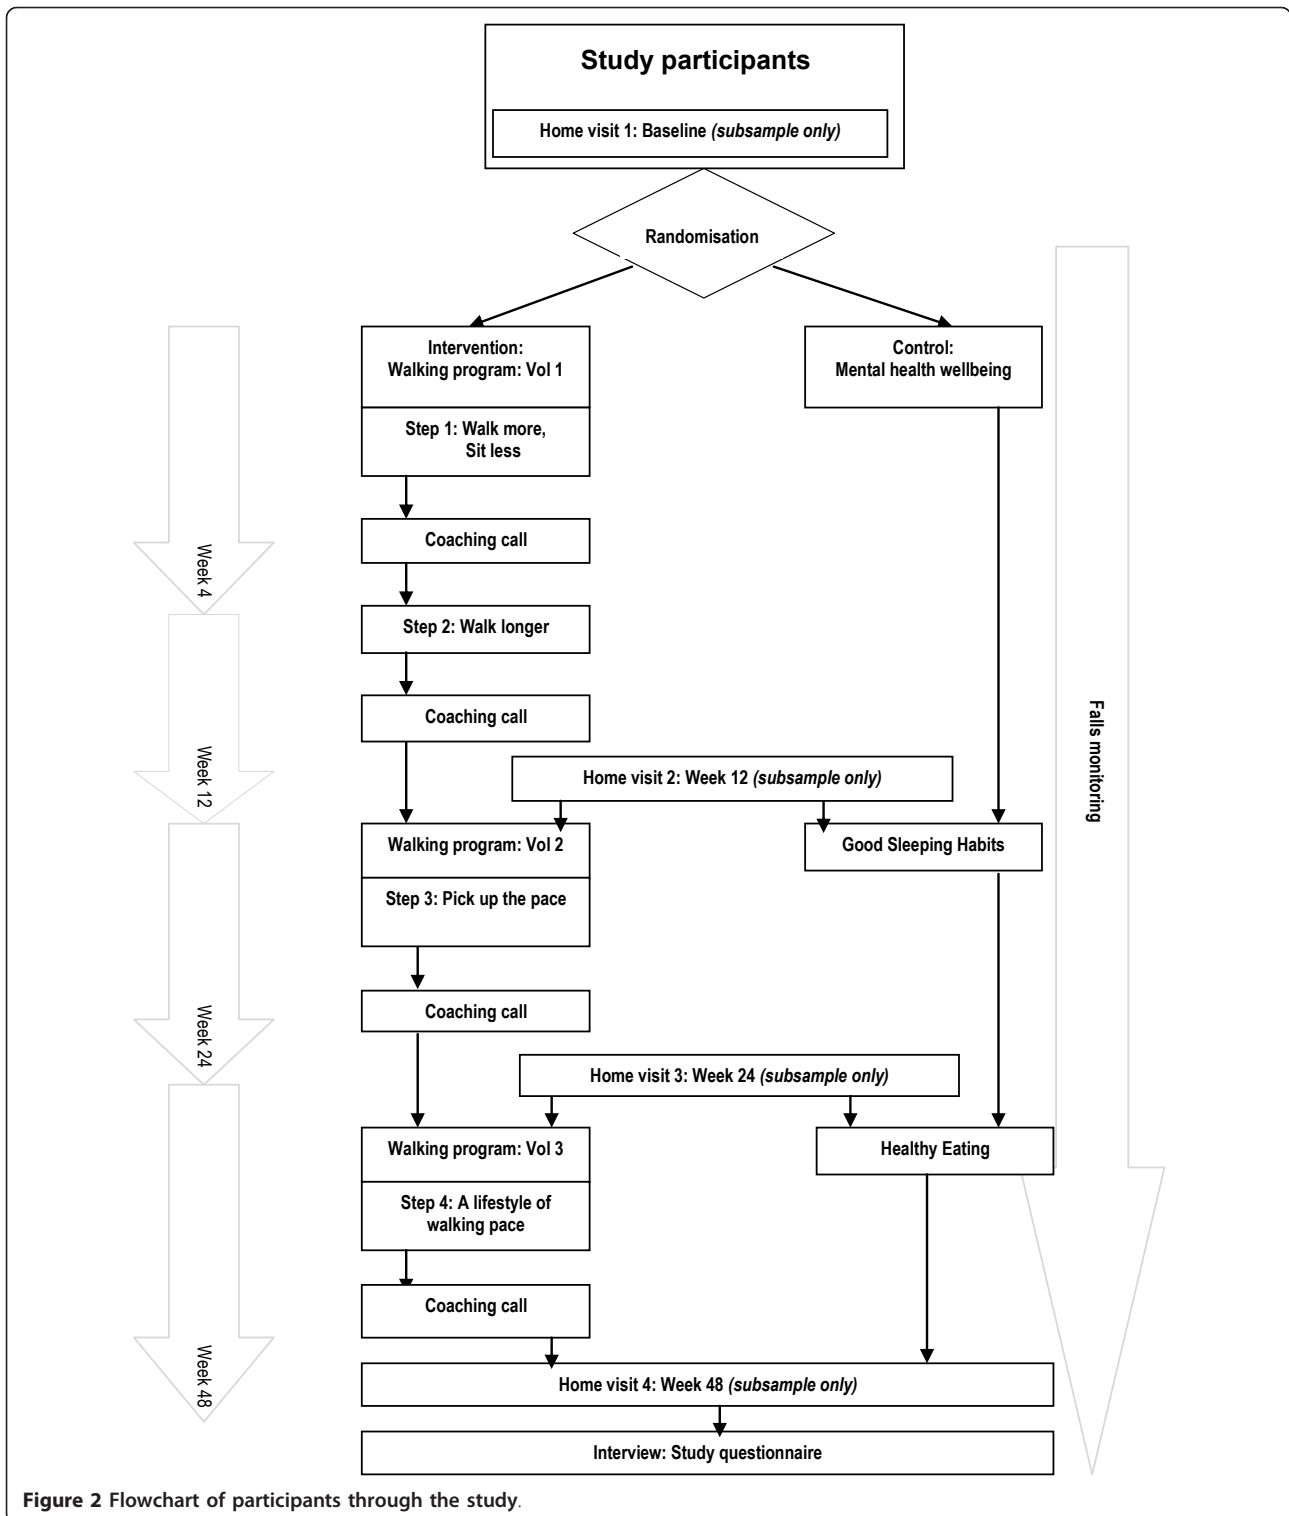 Study participants
Home visit 1: Baseline (subsample only)
Randomisation
Intervention:
Walking program: Vol 1
Control:
Mental health wellbeing
Step 1: Walk more,
Sit less
Coaching call
Week 4
Step 2: Walk longer
Coaching call
Falls monitoring
Home visit 2: Week 12 (subsample only)
Week 12
Walking program: Vol 2
Good Sleeping Habits
Step 3: Pick up the pace
Coaching call
Week 24
Home visit 3: Week 24 (subsample only)
Walking program: Vol 3
Healthy Eating
Step 4: A lifestyle of
walking pace
Coaching call
Week 48
Home visit 4: Week 48 (subsample only)
Interview: Study questionnaire
Figure 2 Flowchart of participants through the study.